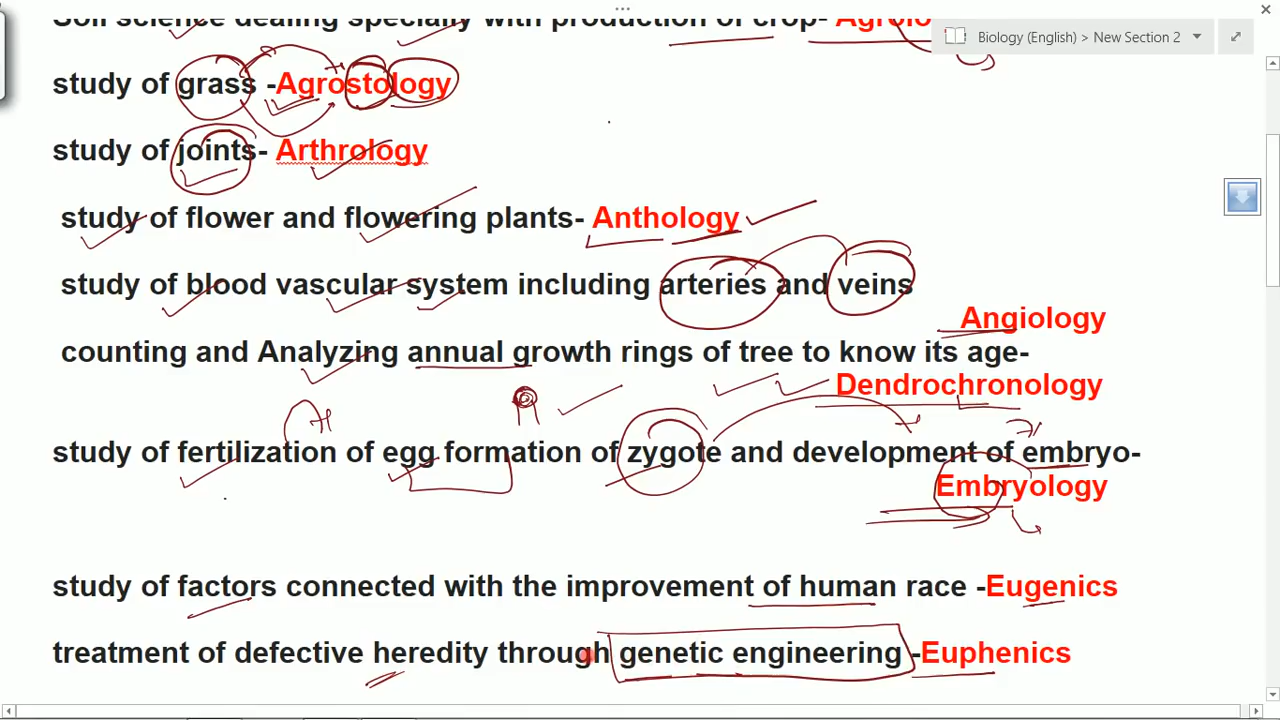 Soil science dealing specially with production of crop-
Biology (English) > New Section 2
study of grass -Agrostology
study of joints- Arthrology
study of flower and flowering plants- Anthology
study of blood vascular system including arteries and veins
Angiology
counting and Analyzing annual growth rings of tree to know its age-
Dendrochronology
study of fertilization of egg formation of zygote and development of embryo-
Embryology
study of factors connected with the improvement of human race -Eugenics
treatment of defective heredity through genetic engineering -Euphenics